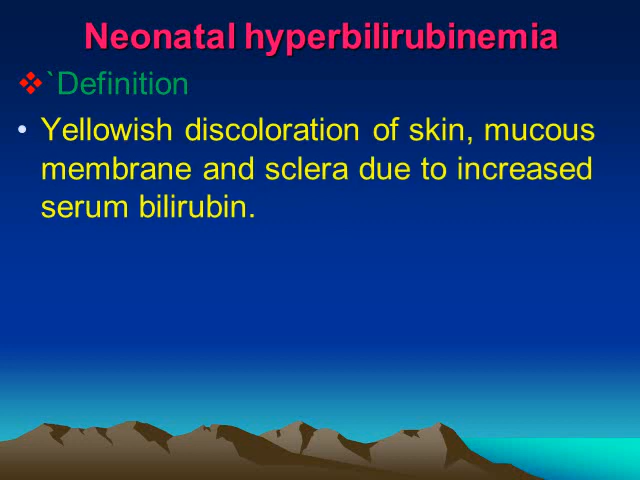 Neonatal hyperbilirubinemia
❖`Definition
• Yellowish discoloration of skin, mucous
membrane and sclera due to increased
serum bilirubin.